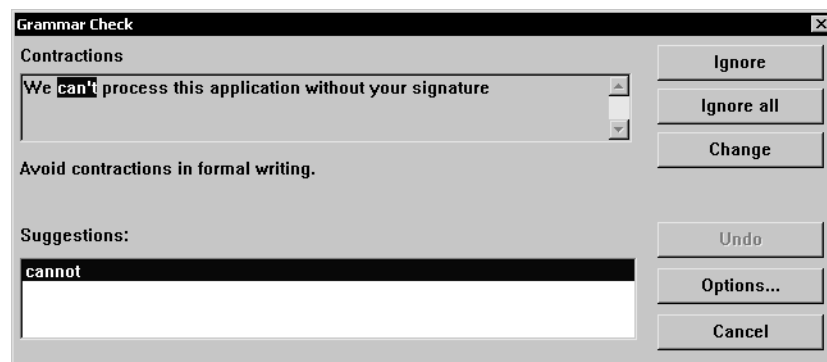 Grammar Check
Contractions
We can't process this application without your signature
Avoid contractions in formal writing.
Suggestions:
cannot
Ignore
Ignore all
Change
Undo
Options...
Cancel